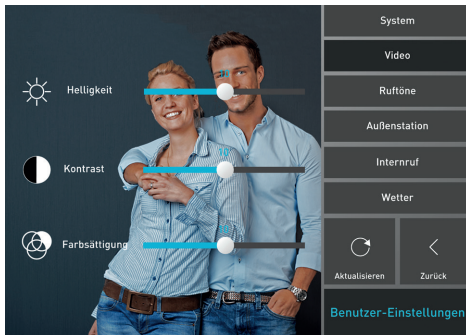 Helligkeit
Kontrast
Farbsättigung
System
Video
Ruftöne
Außenstation
Internruf
Wetter
Aktualisieren
Zurück
Benutzer-Einstellungen